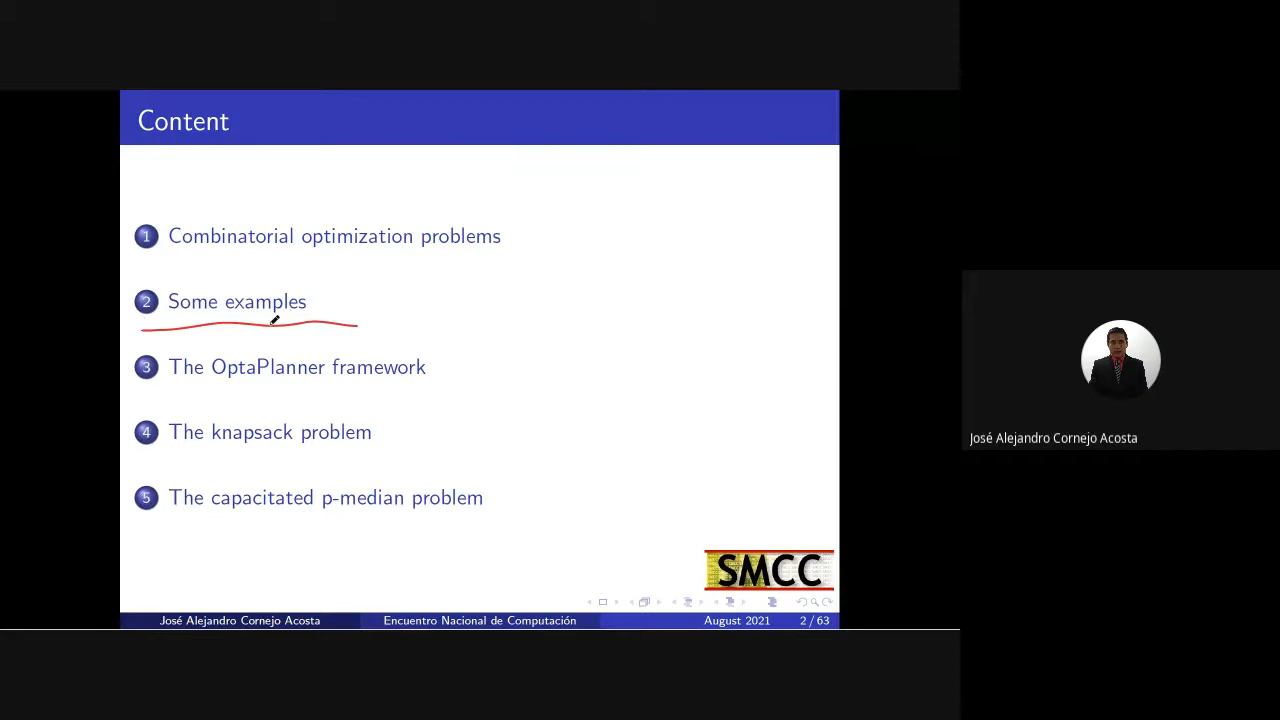 Content
1 Combinatorial optimization problems
2 Some examples
3 The OptaPlanner framework
4 The knapsack problem
5 The capacitated p-median problem
SMCC
José Alejandro Cornejo Acosta Encuentro Nacional de Computación August 2021 2 / 63
José Alejandro Cornejo Acosta